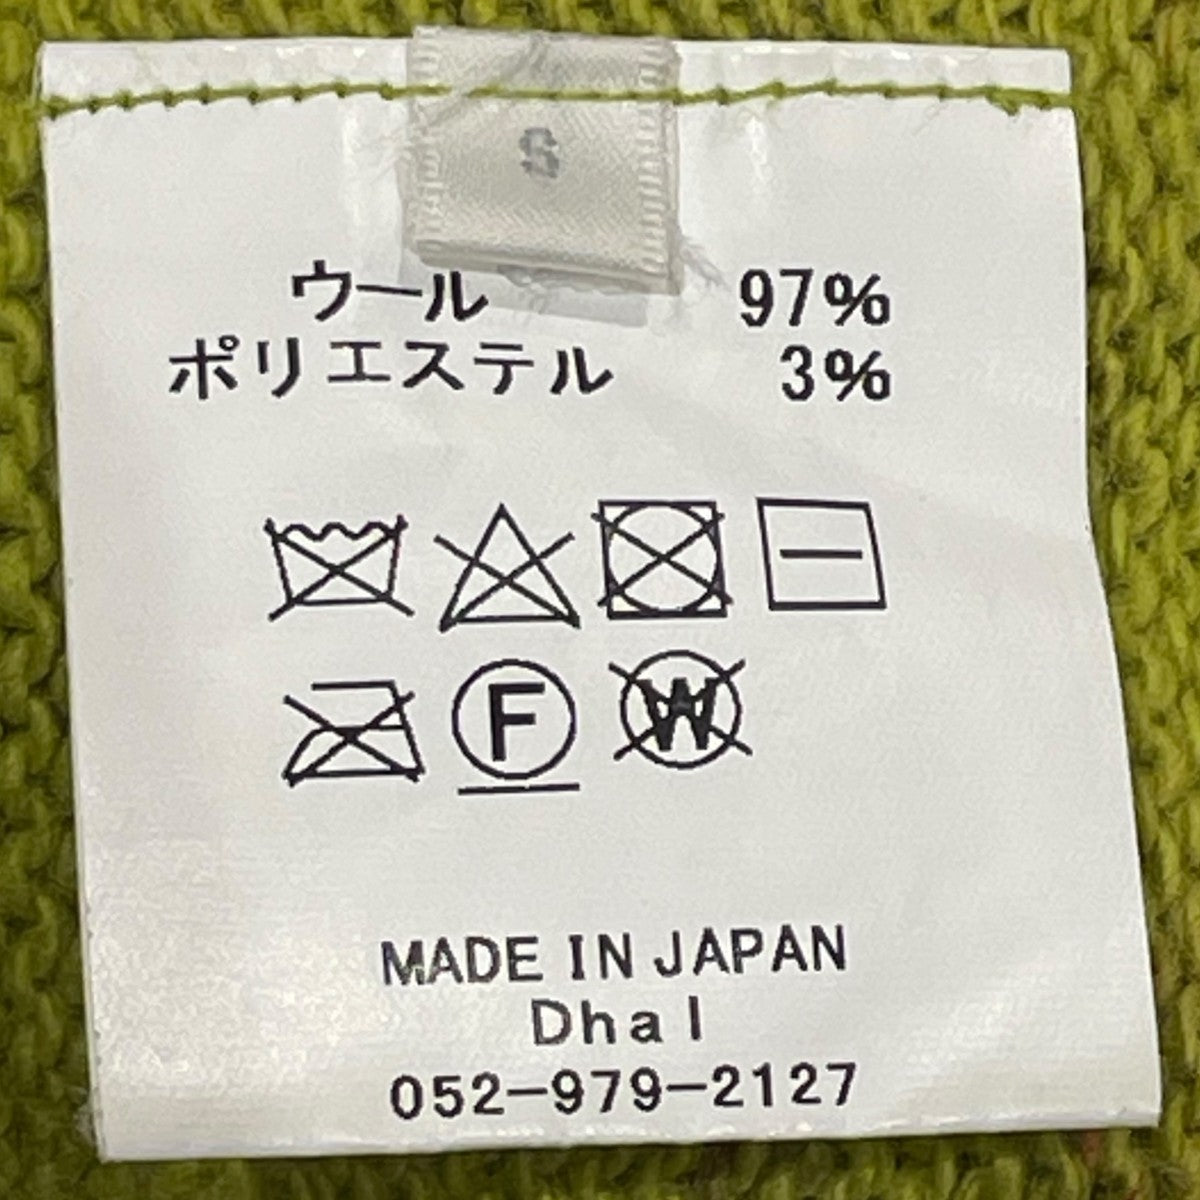 S
ウール 97%
ポリエステル 3%
F W
MADE IN JAPAN
Dhal
052-979-2127